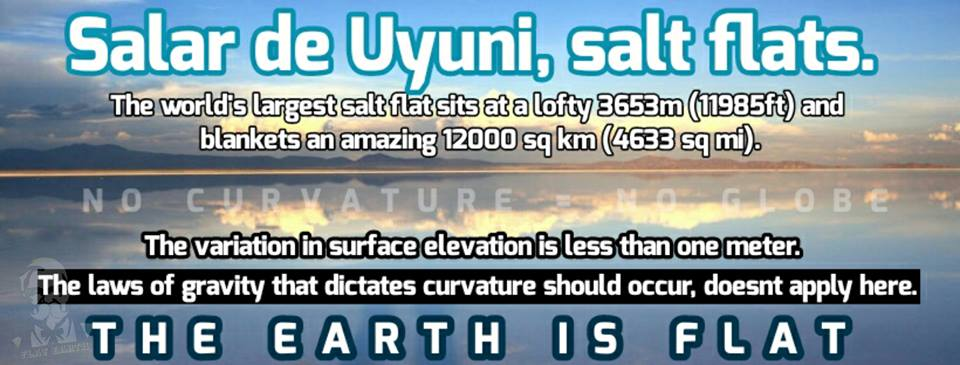 Salar de Uyuni, salt flats.
The world's largest salt flat sits at a lofty 3653m (11985ft) and
blankets an amazing 12000 sq km (4633 sq mi).
NO CURVATURE = NO GLOBE
The variation in surface elevation is less than one meter.
The laws of gravity that dictates curvature should occur, doesnt apply here.
FLAT EARTH
THE EARTH IS FLAT